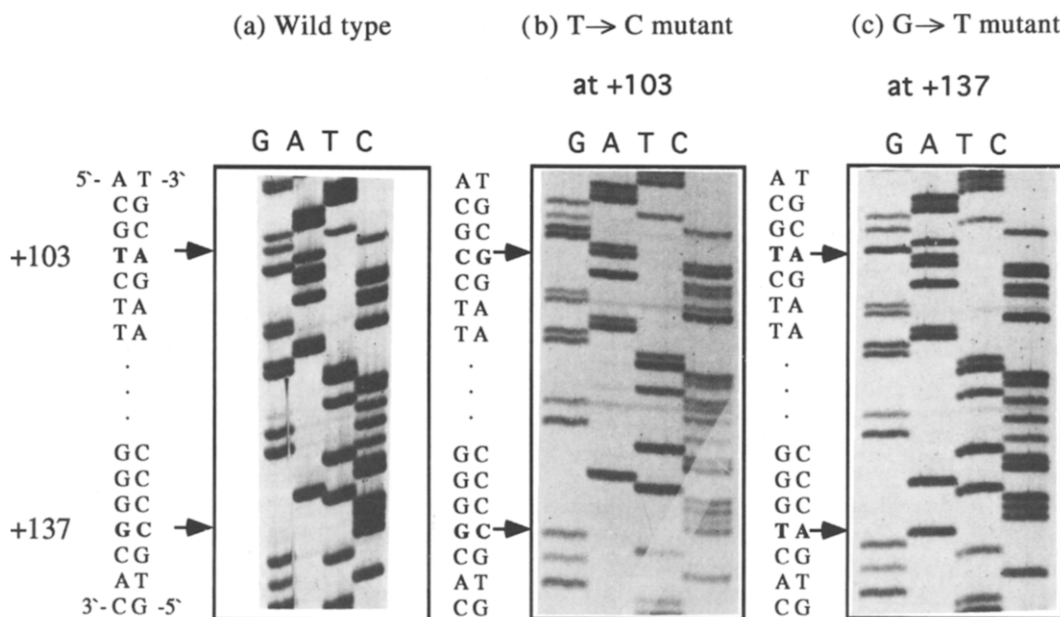 (a) Wild type
(b) T→ C mutant
at +103
(c) G→ T mutant
at +137
G A T C
G A T C
G A T C
5`- A T -3`
C G
G C
+103 T A
C G
T A
T A
.
.
.
G C
G C
G C
+137 G C
C G
A T
3`- C G -5`
A T
C G
G C
C G
C G
T A
T A
.
.
.
G C
G C
G C
G C
C G
A T
C G
A T
C G
G C
T A
C G
T A
T A
.
.
.
G C
G C
G C
T A
C G
A T
C G